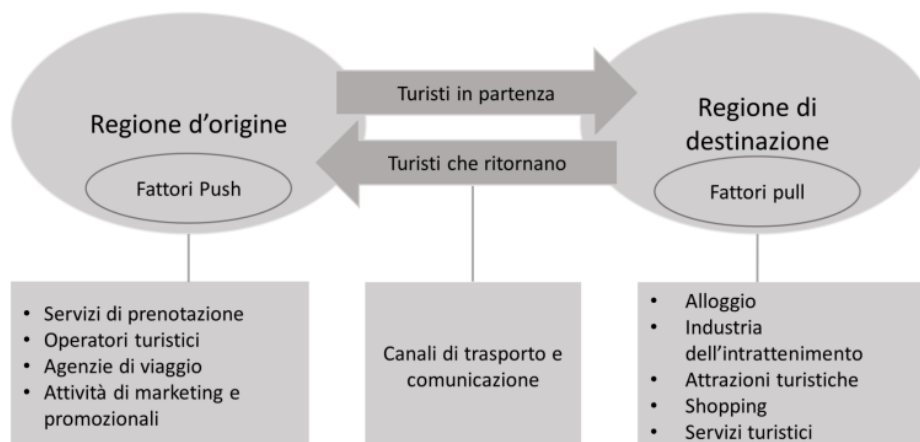 Turisti in partenza
Regione d'origine
Regione di
destinazione
Turisti che ritornano
Fattori Push
Fattori pull
• Servizi di prenotazione
• Operatori turistici
• Agenzie di viaggio
• Attività di marketing e
promozionali
Canali di trasporto e
comunicazione
• Alloggio
• Industria
dell'intrattenimento
• Attrazioni turistiche
• Shopping
• Servizi turistici